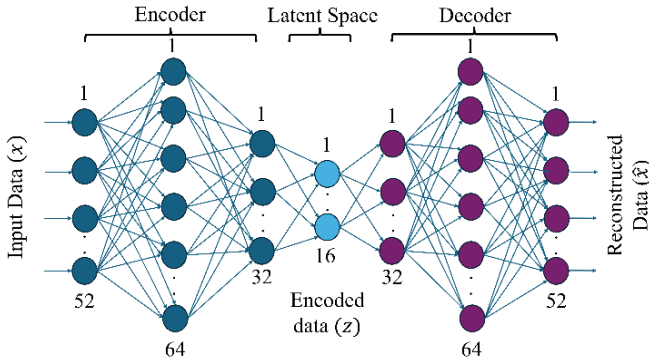 Encoder
Latent Space
Decoder
1
1
1
1
1
1
1
1
Input Data (x)
Reconstructed
Data (x̂)
52
32
16
32
52
Encoded
data (z)
64
64